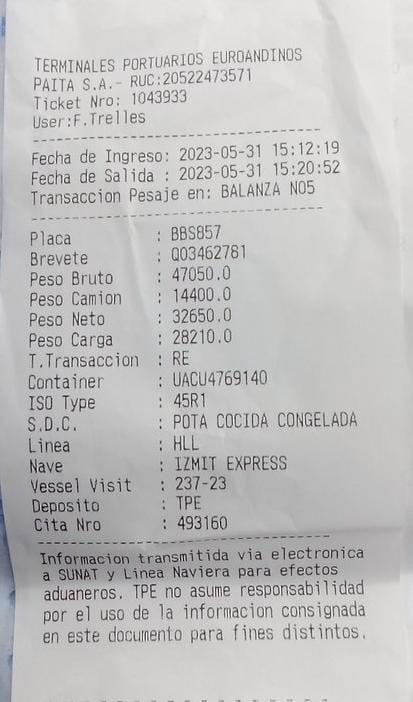 TERMINALES PORTUARIOS EUROANDINOS
PAITA S.A.- RUC:20522473571
Ticket Nro: 1043933
User:F.Trelles
Fecha de Ingreso: 2023-05-31 15:12:19
Fecha de Salida : 2023-05-31 15:20:52
Transaccion Pesaje en: BALANZA NO5
Placa : BBS857
Brevete : Q03462781
Peso Bruto : 47050.0
Peso Camion : 14400.0
Peso Neto : 32650.0
Peso Carga : 28210.0
T.Transaccion : RE
Container : UACU4769140
ISO Type : 45R1
S.D.C. : POTA COCIDA CONGELADA
Linea : HLL
Nave : IZMIT EXPRESS
Vessel Visit : 237-23
Deposito : TPE
Cita Nro : 493160
Informacion transmitida via electronica
a SUNAT y Linea Naviera para efectos
aduaneros. TPE no asume responsabilidad
por el uso de la informacion consignada
en este documento para fines distintos.